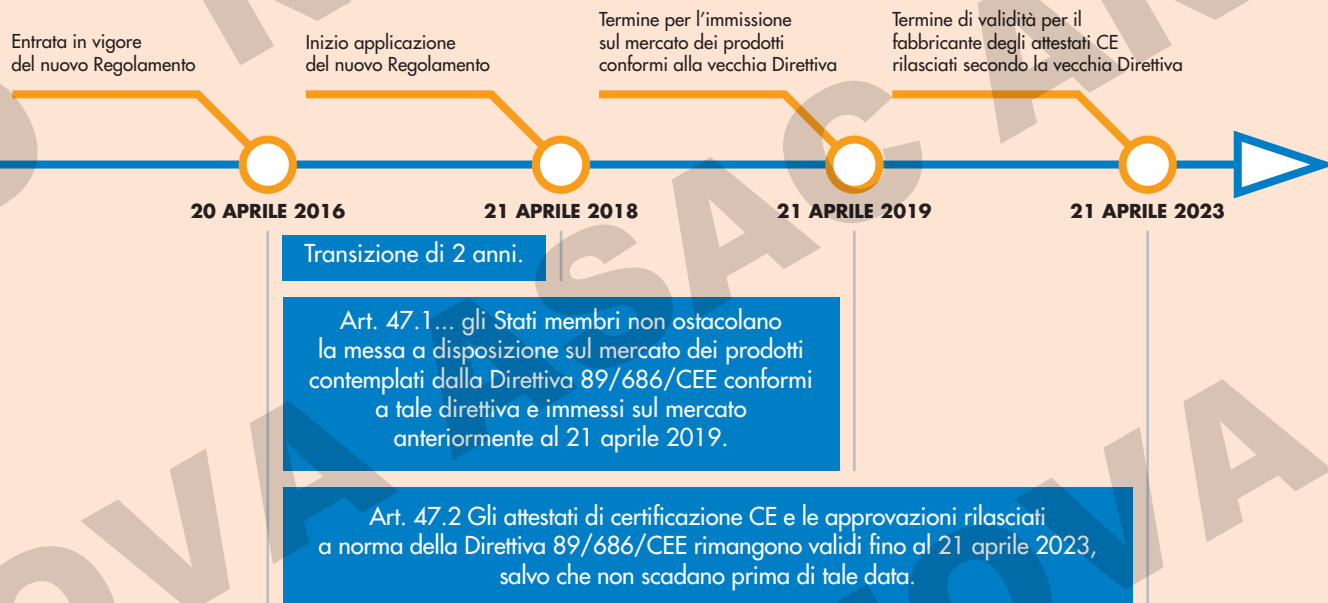 Entrata in vigore
del nuovo Regolamento
Inizio applicazione
del nuovo Regolamento
Termine per l'immissione
sul mercato dei prodotti
conformi alla vecchia Direttiva
Termine di validità per il
fabbricante degli attestati CE
rilasciati secondo la vecchia Direttiva
20 APRILE 2016
21 APRILE 2018
21 APRILE 2019
21 APRILE 2023
Transizione di 2 anni.
Art. 47.1... gli Stati membri non ostacolano
la messa a disposizione sul mercato dei prodotti
contemplati dalla Direttiva 89/686/CEE conformi
a tale direttiva e immessi sul mercato
anteriormente al 21 aprile 2019.
Art. 47.2 Gli attestati di certificazione CE e le approvazioni rilasciati
a norma della Direttiva 89/686/CEE rimangono validi fino al 21 aprile 2023,
salvo che non scadano prima di tale data.
OVA ASAC AN
OVA